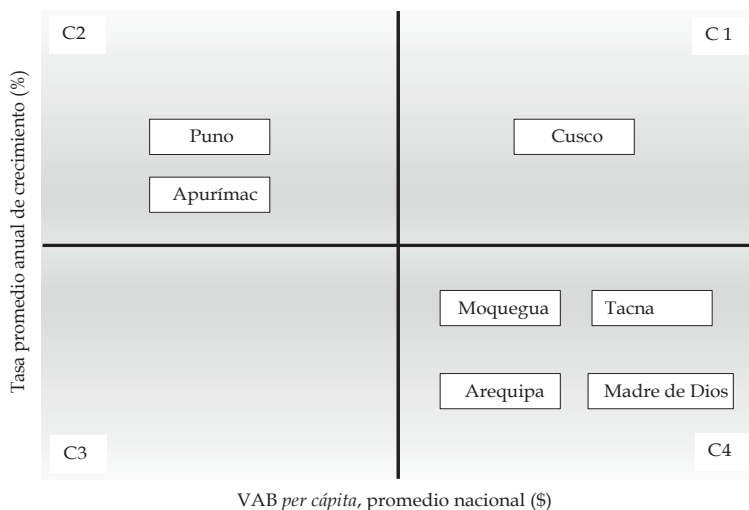 C2
C 1
Puno
Cusco
Apurímac
Tasa promedio anual de crecimiento (%)
Moquegua
Tacna
Arequipa
Madre de Dios
C3
C4
VAB per cápita, promedio nacional ($)